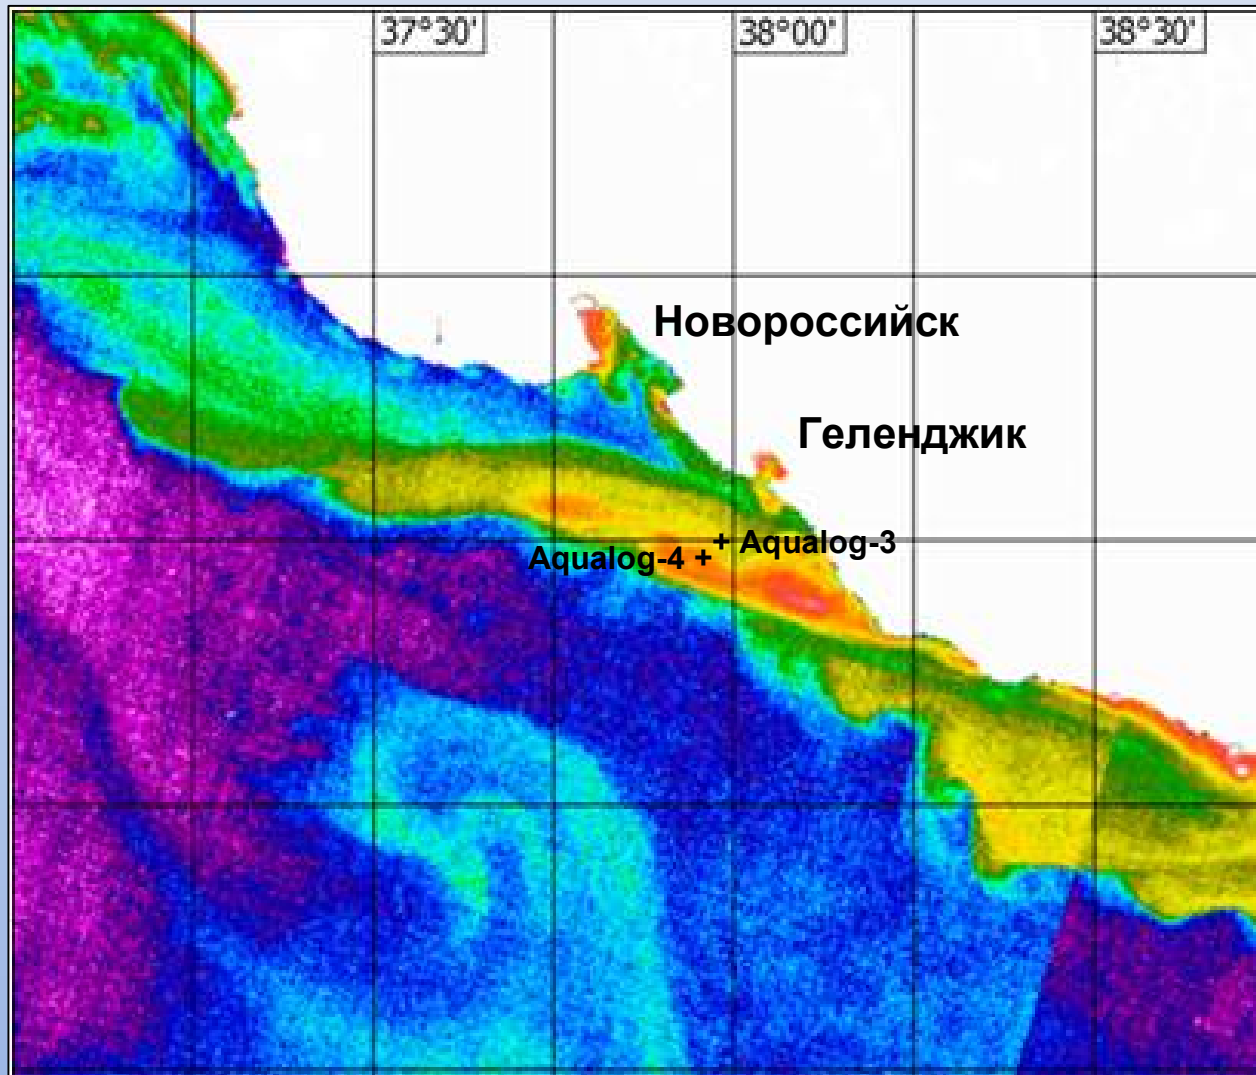 37°30'
38°00'
38°30'
Новороссийск
Геленджик
+ Aqualog-3
Aqualog-4 +